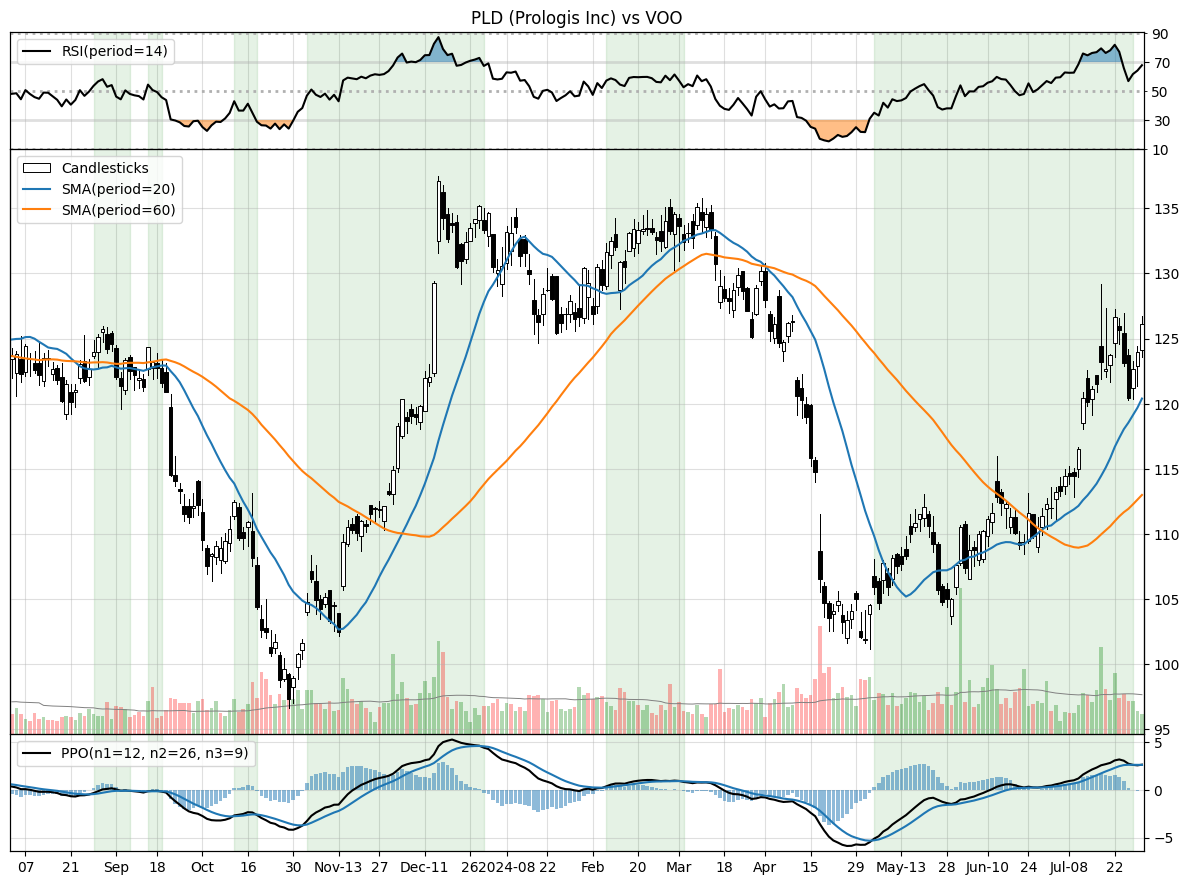 PLD (Prologis Inc) vs VOO
RSI(period=14)
90
70
50
30
10
Candlesticks
SMA(period=20)
SMA(period=60)
135
130
125
120
115
110
105
100
95
PPO(n1=12, n2=26, n3=9)
5
0
−5
07 21 Sep 18 Oct 16 30 Nov-13 27 Dec-11 26 2024-08 22 Feb 20 Mar 18 Apr 15 29 May-13 28 Jun-10 24 Jul-08 22